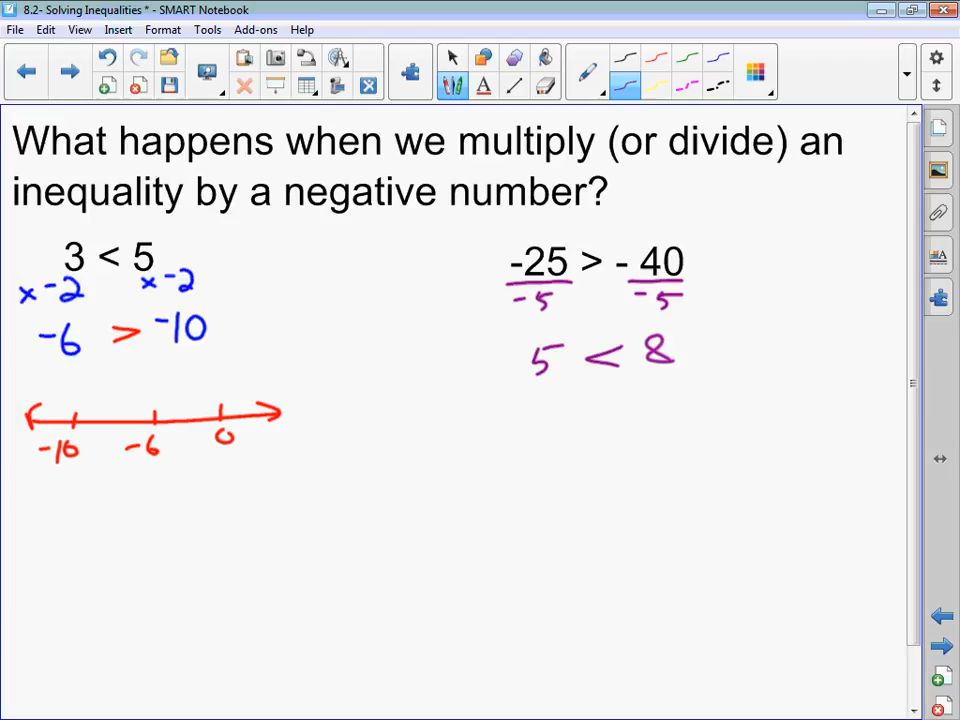 8.2- Solving Inequalities * - SMART Notebook
File Edit View Insert Format Tools Add-ons Help
What happens when we multiply (or divide) an
inequality by a negative number?
3 < 5
x -2 x -2
-6 > -10
-10 -6 0
-25 > - 40
-5 -5
5 < 8